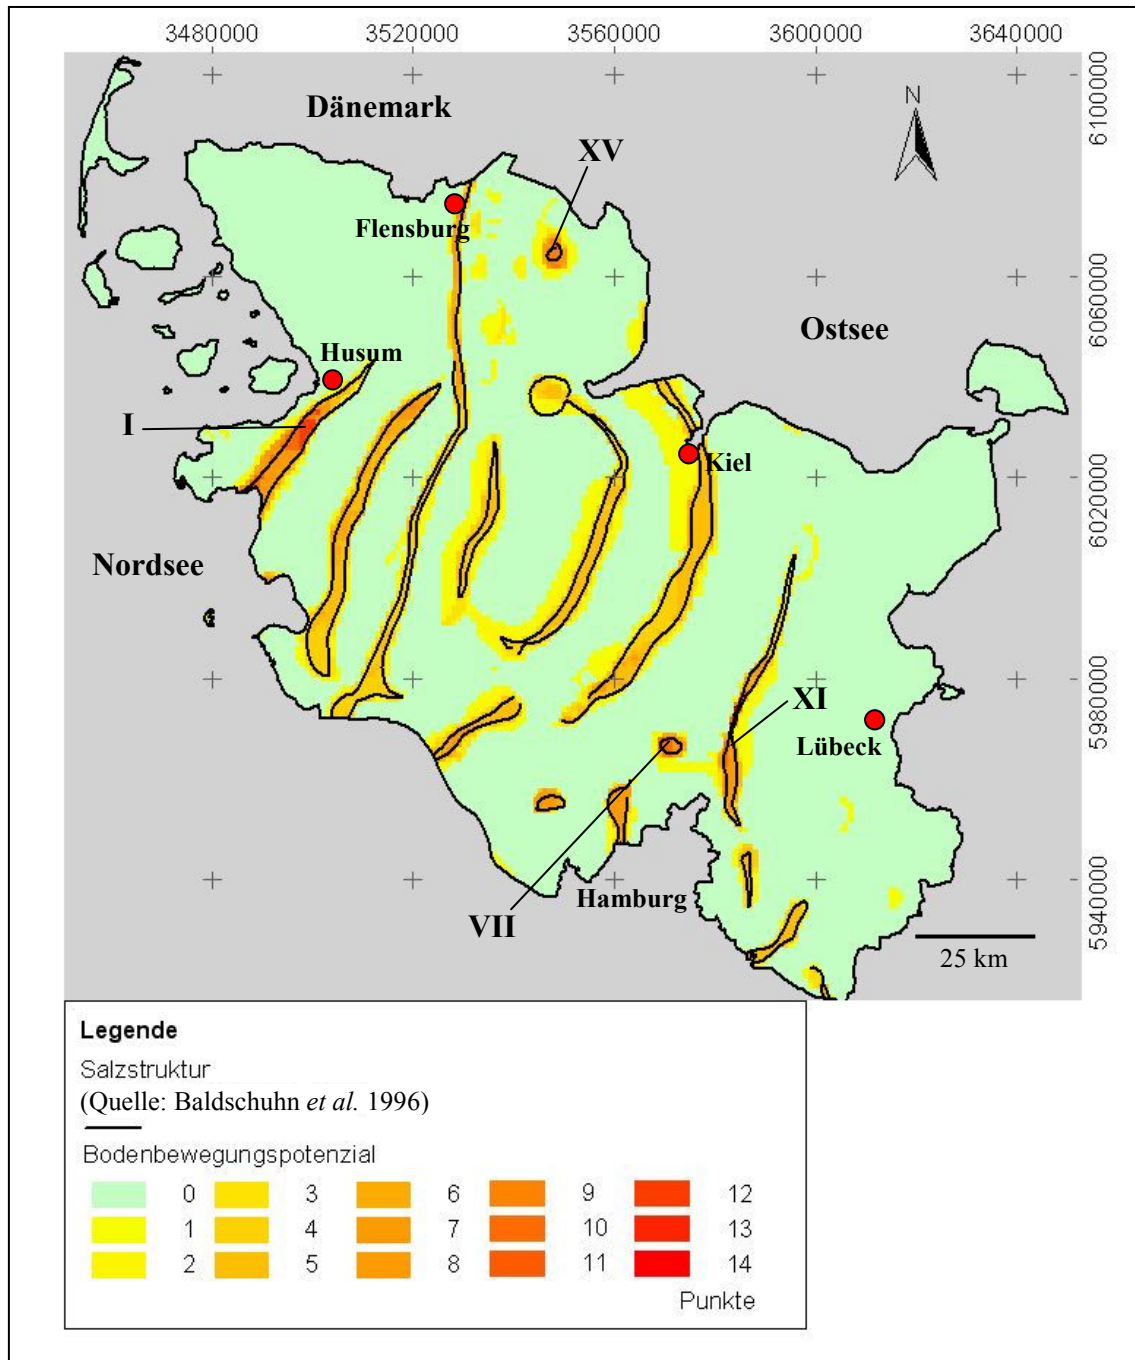 3480000 3520000 3560000 3600000 3640000
6100000
N
Dänemark
XV
Flensburg
6060000
Ostsee
Husum
I
Kiel
6020000
Nordsee
XI
5980000
Lübeck
Hamburg
5940000
VII
25 km
Legende
Salzstruktur
(Quelle: Baldschuhn et al. 1996)
Bodenbewegungspotenzial
0 3 6 9 12
1 4 7 10 13
2 5 8 11 14
Punkte